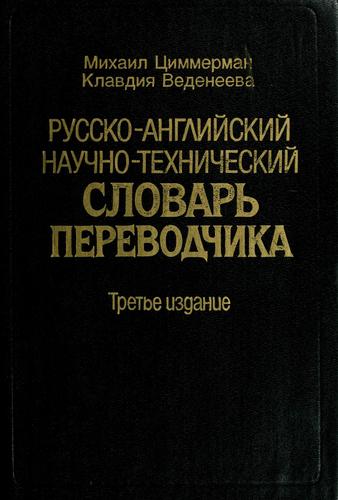 Михаил Циммерман
Клавдия Веденеева
РУССКО-АНГЛИЙСКИЙ
НАУЧНО-ТЕХНИЧЕСКИЙ
СЛОВАРЬ
ПЕРЕВОДЧИКА
Третье издание